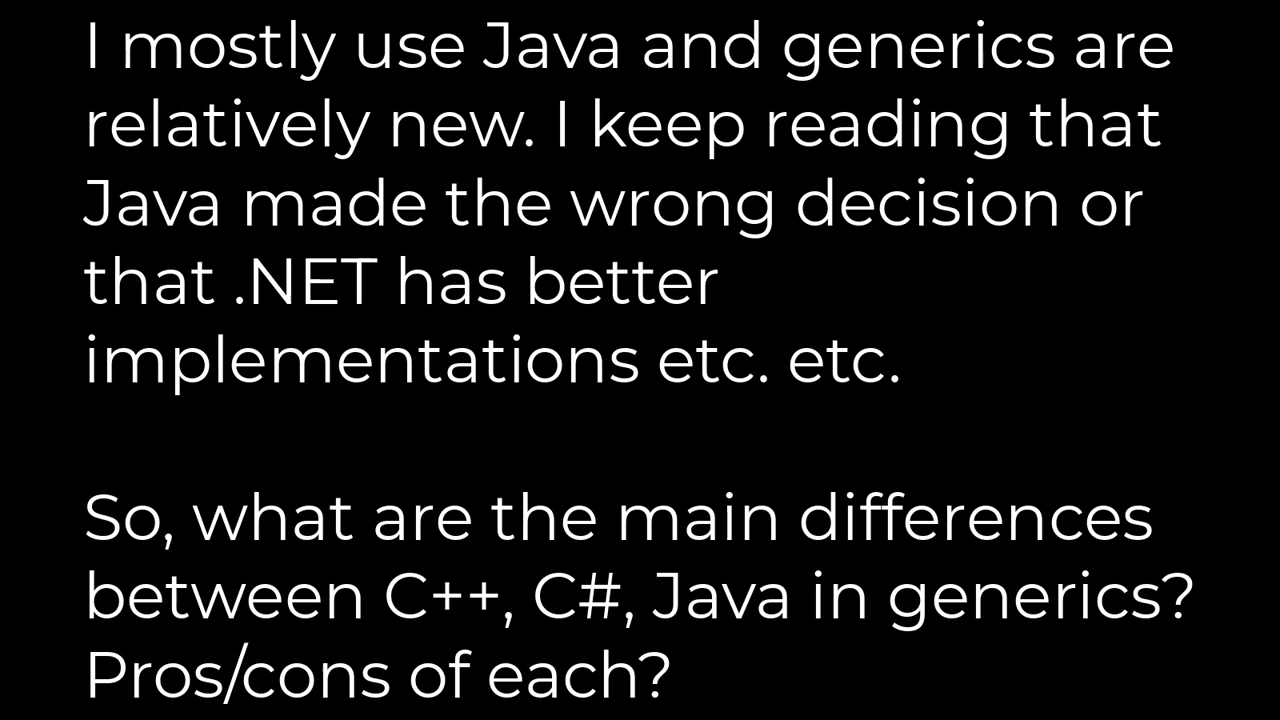 I mostly use Java and generics are
relatively new. I keep reading that
Java made the wrong decision or
that .NET has better
implementations etc. etc.
So, what are the main differences
between C++, C#, Java in generics?
Pros/cons of each?